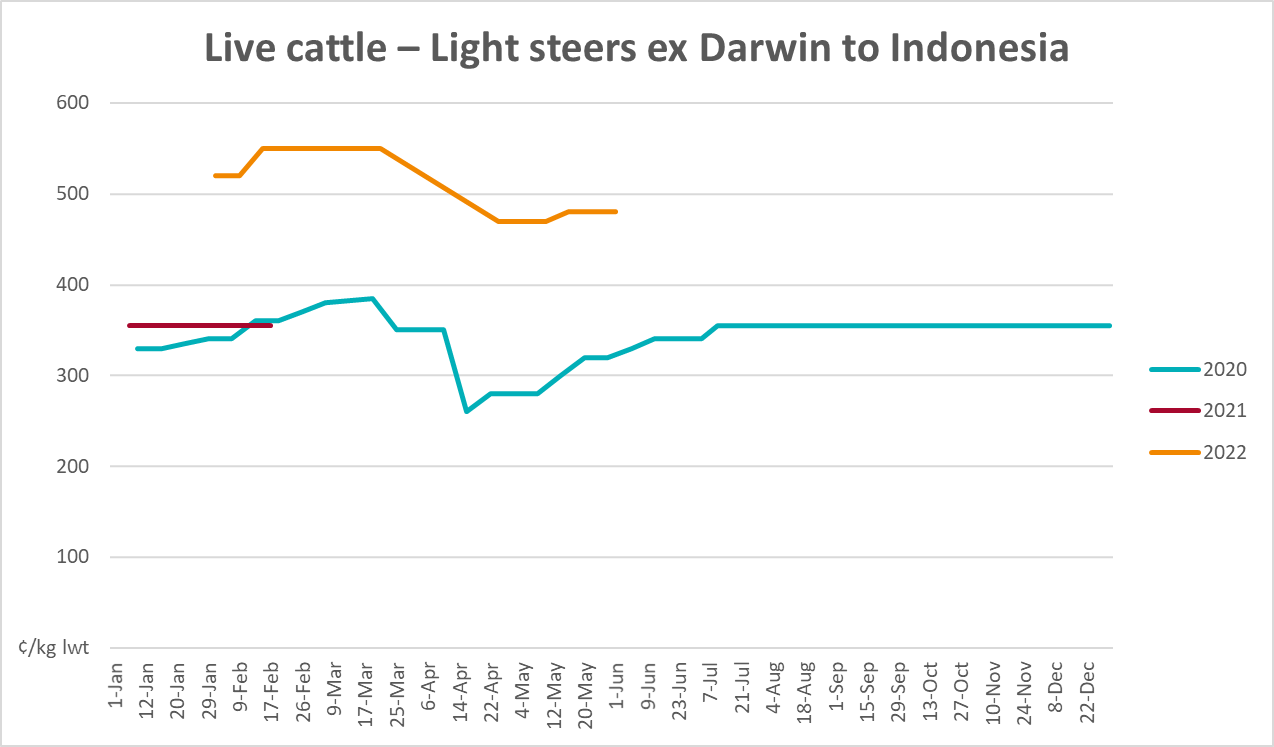 Live cattle – Light steers ex Darwin to Indonesia
600
500
400
300
200
100
¢/kg lwt
1-Jan
12-Jan
20-Jan
29-Jan
9-Feb
17-Feb
26-Feb
9-Mar
17-Mar
25-Mar
6-Apr
14-Apr
22-Apr
4-May
12-May
20-May
1-Jun
9-Jun
23-Jun
7-Jul
21-Jul
4-Aug
18-Aug
1-Sep
15-Sep
29-Sep
13-Oct
27-Oct
10-Nov
24-Nov
8-Dec
22-Dec
2020
2021
2022